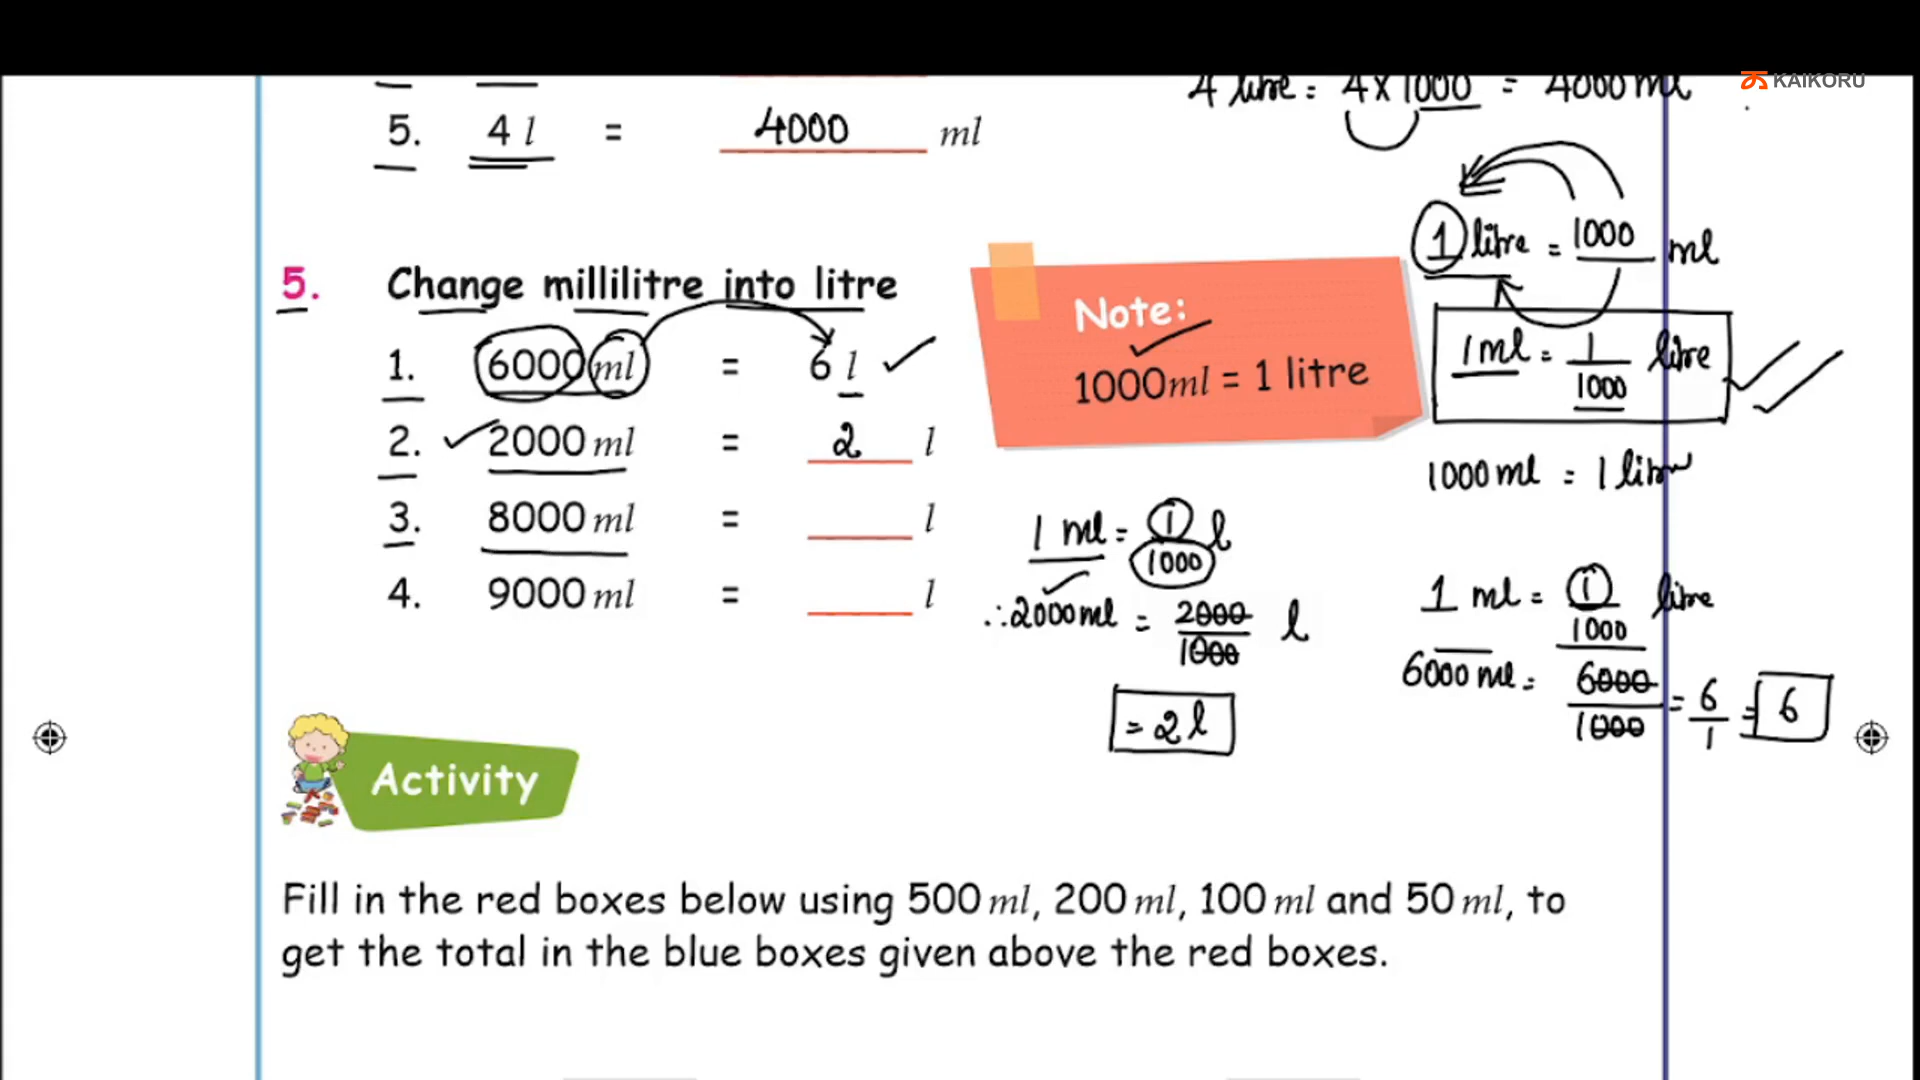 KAIKORU
4 litre = 4 x 1000 = 4000 ml
5. 4 l = 4000 ml
1 litre = 1000 ml
5. Change millilitre into litre
Note:
1000 ml = 1 litre
1 ml = 1/1000 litre
1. 6000 ml = 6 l
2. 2000 ml = 2 l
1000 ml = 1 litre
3. 8000 ml = ____ l
4. 9000 ml = ____ l
1 ml = 1/1000 l
∴ 2000 ml = 2000/1000 l
= 2 l
1 ml = 1/1000 litre
6000 ml = 6000/1000 = 6/1 = 6
Activity
Fill in the red boxes below using 500 ml, 200 ml, 100 ml and 50 ml, to
get the total in the blue boxes given above the red boxes.